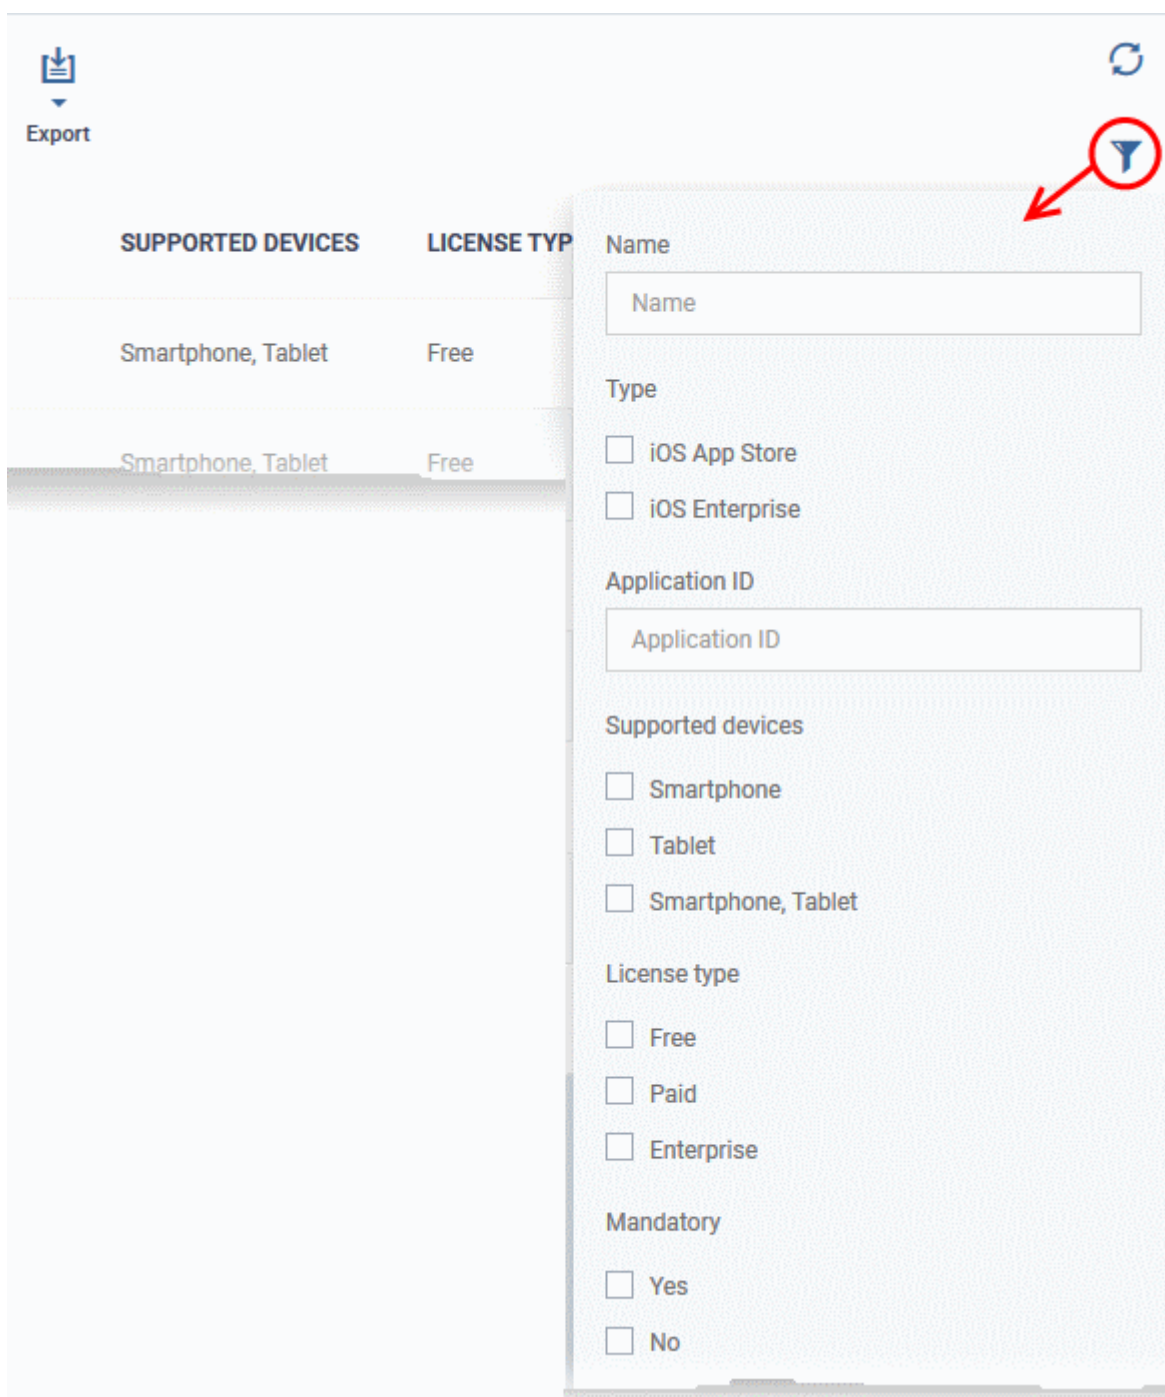 Export
SUPPORTED DEVICES LICENSE TYP
Smartphone, Tablet Free
Smartphone, Tablet Free
Name
Name
Type
iOS App Store
iOS Enterprise
Application ID
Application ID
Supported devices
Smartphone
Tablet
Smartphone, Tablet
License type
Free
Paid
Enterprise
Mandatory
Yes
No